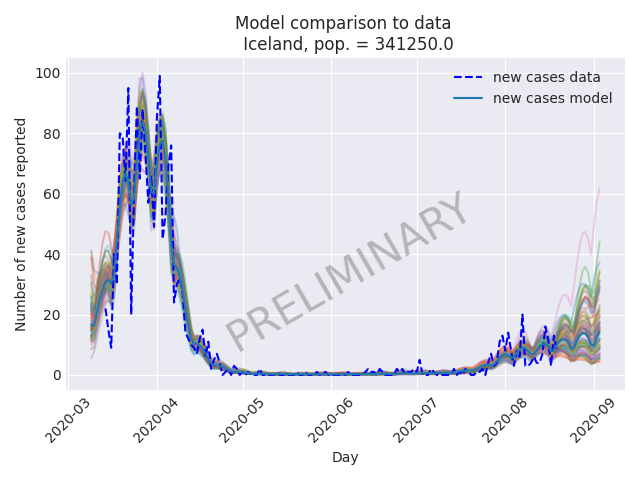 Model comparison to data
Iceland, pop. = 341250.0
new cases data
new cases model
Number of new cases reported
100
80
60
40
20
0
PRELIMINARY
2020-03
2020-04
2020-05
2020-06
2020-07
2020-08
2020-09
Day